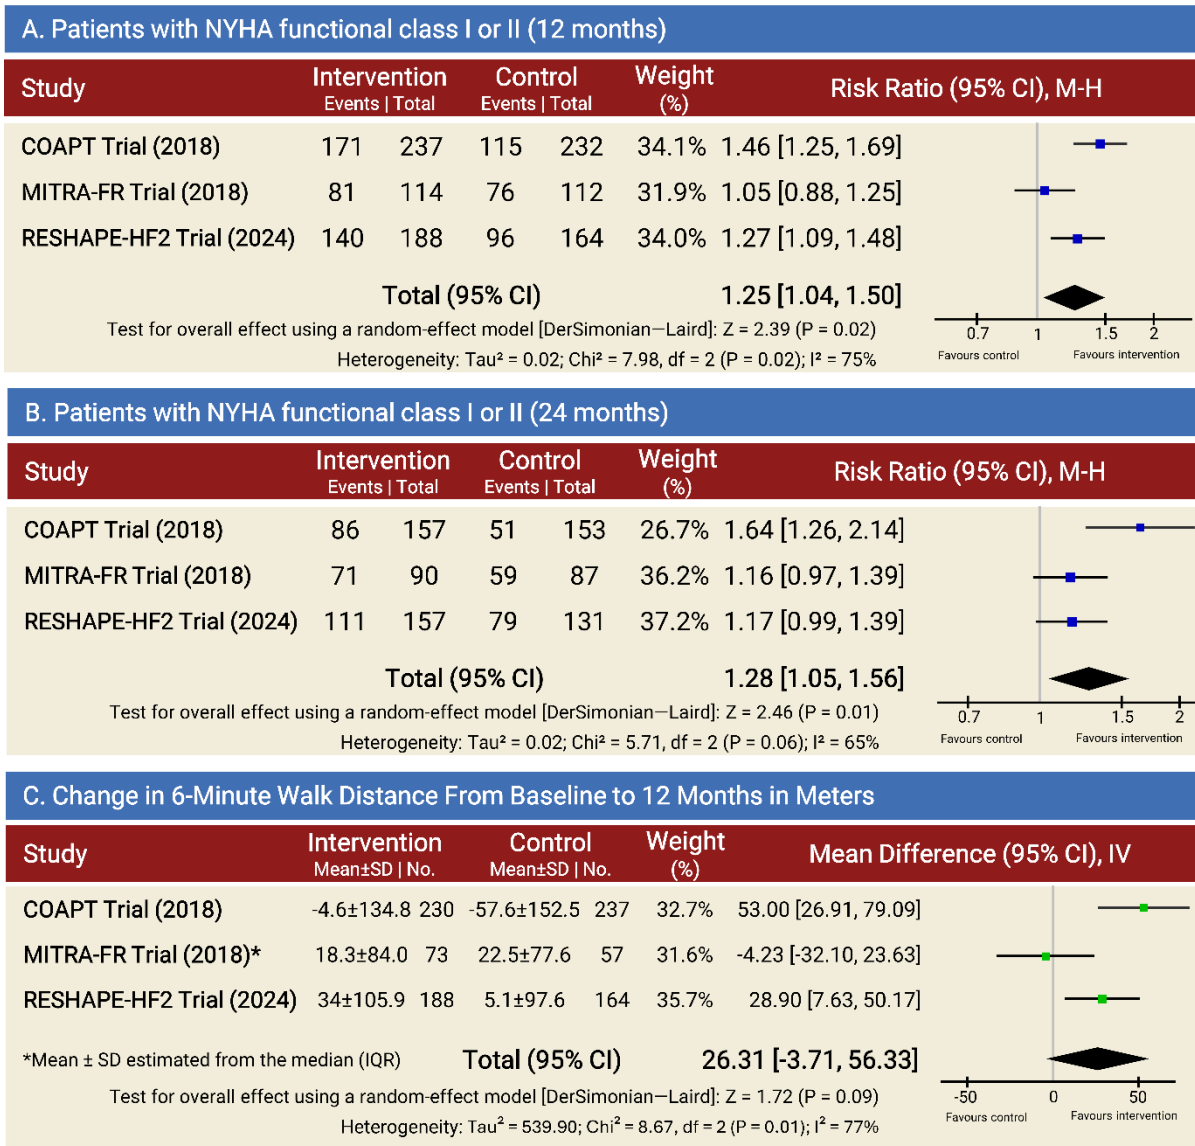 A. Patients with NYHA functional class I or II (12 months)
Study Intervention Control Weight Risk Ratio (95% CI), M-H
Events | Total Events | Total (%)
COAPT Trial (2018) 171 237 115 232 34.1% 1.46 [1.25, 1.69]
MITRA-FR Trial (2018) 81 114 76 112 31.9% 1.05 [0.88, 1.25]
RESHAPE-HF2 Trial (2024) 140 188 96 164 34.0% 1.27 [1.09, 1.48]
Total (95% CI) 1.25 [1.04, 1.50]
Test for overall effect using a random-effect model [DerSimonian—Laird]: Z = 2.39 (P = 0.02)
Heterogeneity: Tau² = 0.02; Chi² = 7.98, df = 2 (P = 0.02); I² = 75%
0.7 1 1.5 2
Favours control Favours intervention
B. Patients with NYHA functional class I or II (24 months)
Study Intervention Control Weight Risk Ratio (95% CI), M-H
Events | Total Events | Total (%)
COAPT Trial (2018) 86 157 51 153 26.7% 1.64 [1.26, 2.14]
MITRA-FR Trial (2018) 71 90 59 87 36.2% 1.16 [0.97, 1.39]
RESHAPE-HF2 Trial (2024) 111 157 79 131 37.2% 1.17 [0.99, 1.39]
Total (95% CI) 1.28 [1.05, 1.56]
Test for overall effect using a random-effect model [DerSimonian—Laird]: Z = 2.46 (P = 0.01)
Heterogeneity: Tau² = 0.02; Chi² = 5.71, df = 2 (P = 0.06); I² = 65%
0.7 1 1.5 2
Favours control Favours intervention
C. Change in 6-Minute Walk Distance From Baseline to 12 Months in Meters
Study Intervention Control Weight Mean Difference (95% CI), IV
Mean±SD | No. Mean±SD | No. (%)
COAPT Trial (2018) -4.6±134.8 230 -57.6±152.5 237 32.7% 53.00 [26.91, 79.09]
MITRA-FR Trial (2018)* 18.3±84.0 73 22.5±77.6 57 31.6% -4.23 [-32.10, 23.63]
RESHAPE-HF2 Trial (2024) 34±105.9 188 5.1±97.6 164 35.7% 28.90 [7.63, 50.17]
*Mean ± SD estimated from the median (IQR) Total (95% CI) 26.31 [-3.71, 56.33]
Test for overall effect using a random-effect model [DerSimonian—Laird]: Z = 1.72 (P = 0.09)
Heterogeneity: Tau² = 539.90; Chi² = 8.67, df = 2 (P = 0.01); I² = 77%
-50 0 50
Favours control Favours intervention